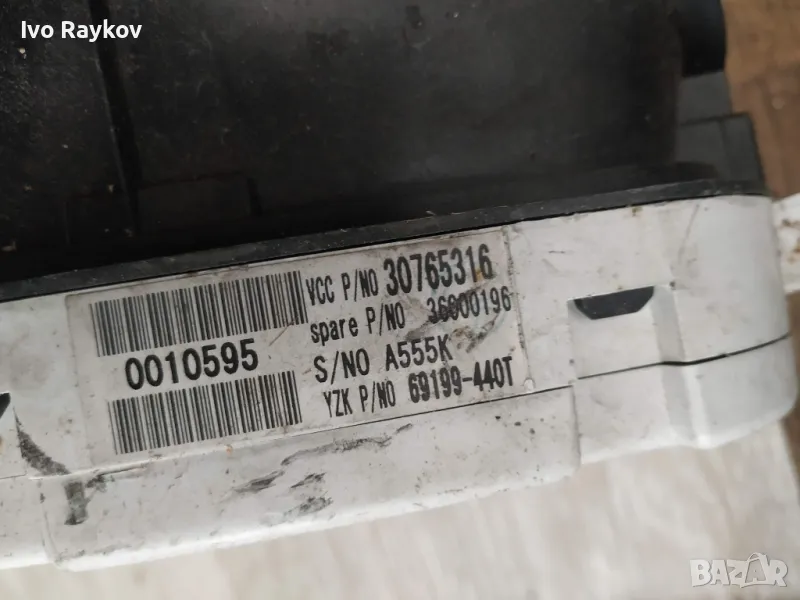 Ivo Raykov
VCC P/NO 30765316
spare P/NO 36000196
S/NO A555K
YZK P/NO 69199-440T
0010595
BAZAR